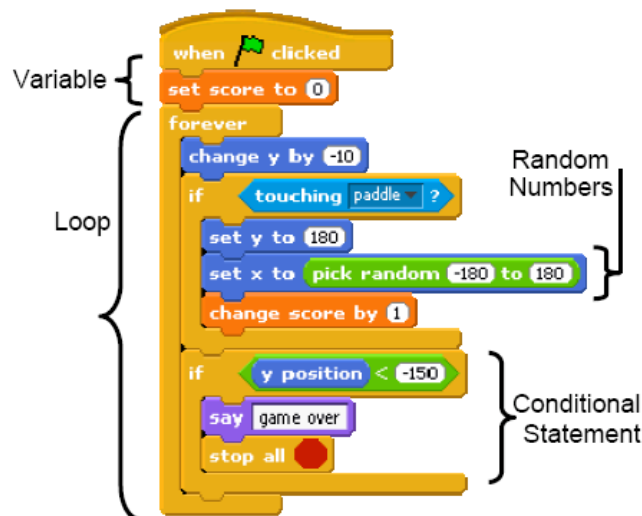 when clicked
Variable
set score to 0
forever
change y by -10
Random
Numbers
if touching paddle ?
Loop
set y to 180
set x to pick random -180 to 180
change score by 1
if y position < -150
say game over
Conditional
Statement
stop all